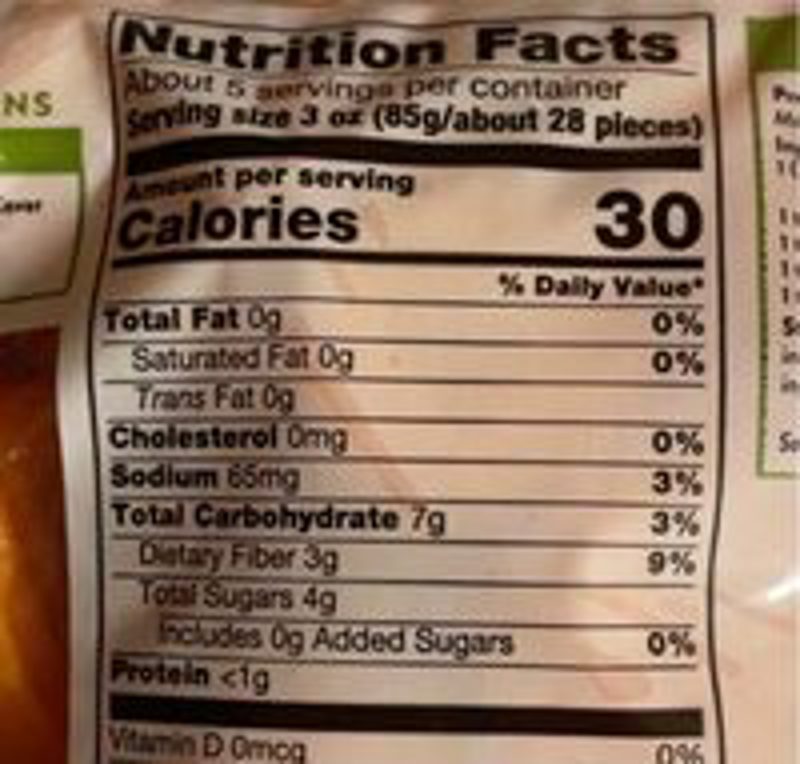 NS
Nutrition Facts
About 5 servings per container
Serving size 3 oz (85g/about 28 pieces)
Amount per serving
Calories 30
% Daily Value*
Total Fat 0g 0%
Saturated Fat 0g 0%
Trans Fat 0g
Cholesterol 0mg 0%
Sodium 65mg 3%
Total Carbohydrate 7g 3%
Dietary Fiber 3g 9%
Total Sugars 4g
Includes 0g Added Sugars 0%
Protein <1g
Vitamin D 0mcg 0%